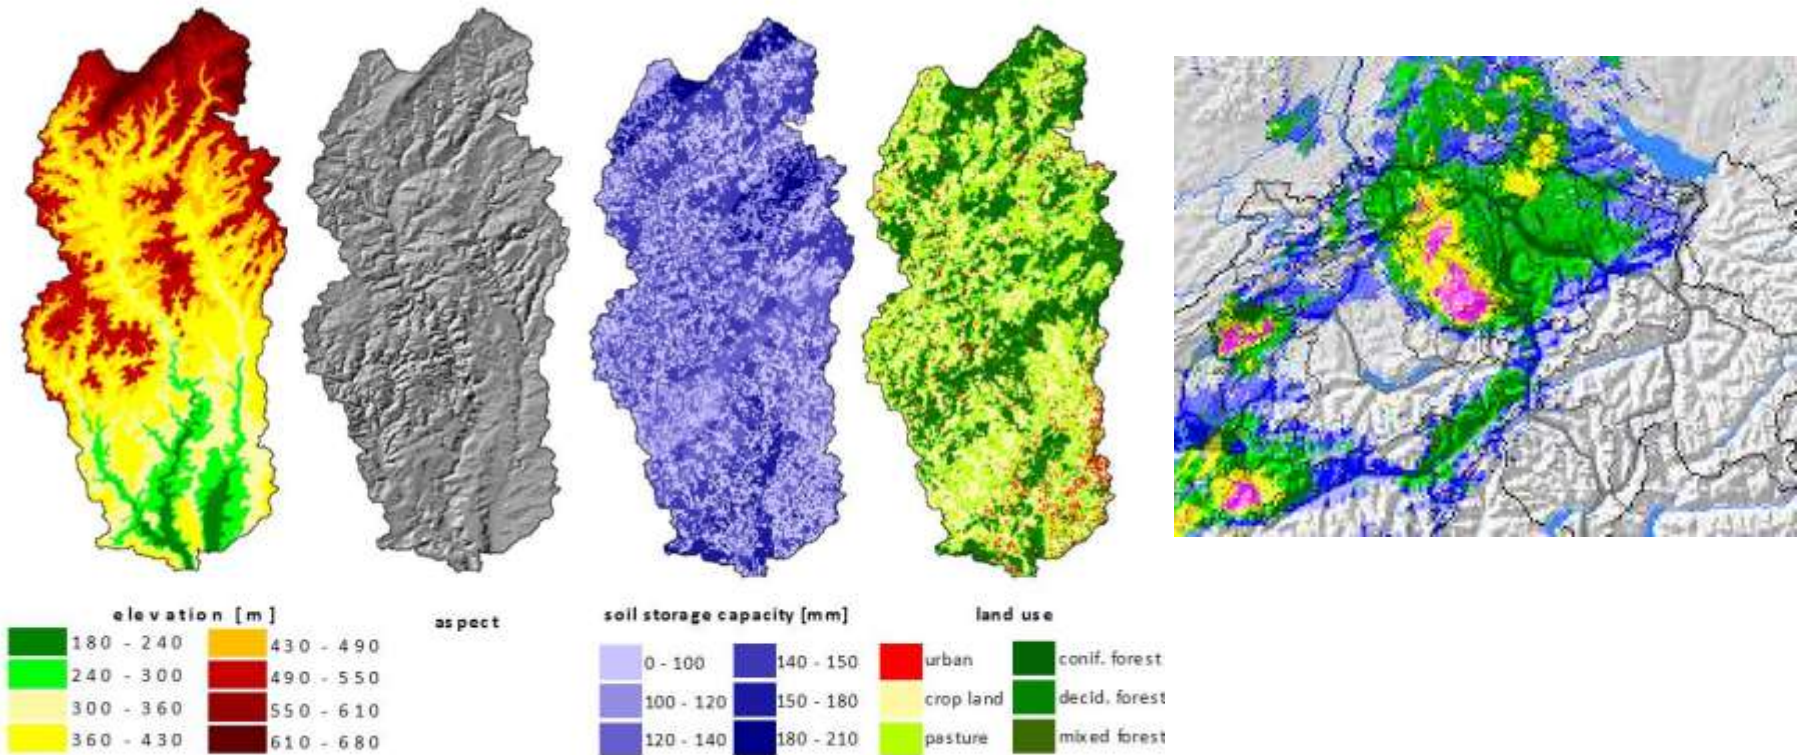 elevation [m]
180 - 240
240 - 300
300 - 360
360 - 430
430 - 490
490 - 550
550 - 610
610 - 680
aspect
soil storage capacity [mm]
0 - 100
100 - 120
120 - 140
140 - 150
150 - 180
180 - 210
land use
urban
crop land
pasture
conif. forest
decid. forest
mixed forest